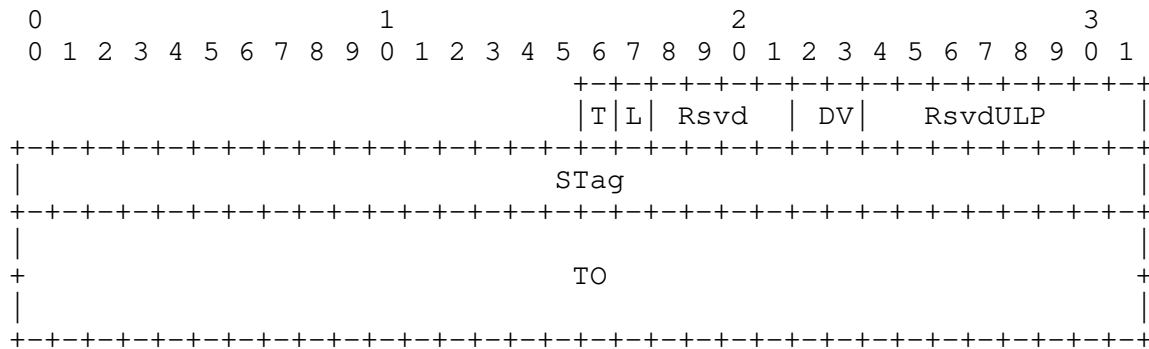 0                   1                   2                   3
 0 1 2 3 4 5 6 7 8 9 0 1 2 3 4 5 6 7 8 9 0 1 2 3 4 5 6 7 8 9 0 1
                                +-+-+-+-+-+-+-+-+-+-+-+-+-+-+-+-+
                                |T|L| Rsvd  | DV|   RsvdULP     |
+-+-+-+-+-+-+-+-+-+-+-+-+-+-+-+-+-+-+-+-+-+-+-+-+-+-+-+-+-+-+-+-+
|                              STag                             |
+-+-+-+-+-+-+-+-+-+-+-+-+-+-+-+-+-+-+-+-+-+-+-+-+-+-+-+-+-+-+-+-+
|                                                               |
+                               TO                              +
|                                                               |
+-+-+-+-+-+-+-+-+-+-+-+-+-+-+-+-+-+-+-+-+-+-+-+-+-+-+-+-+-+-+-+-+